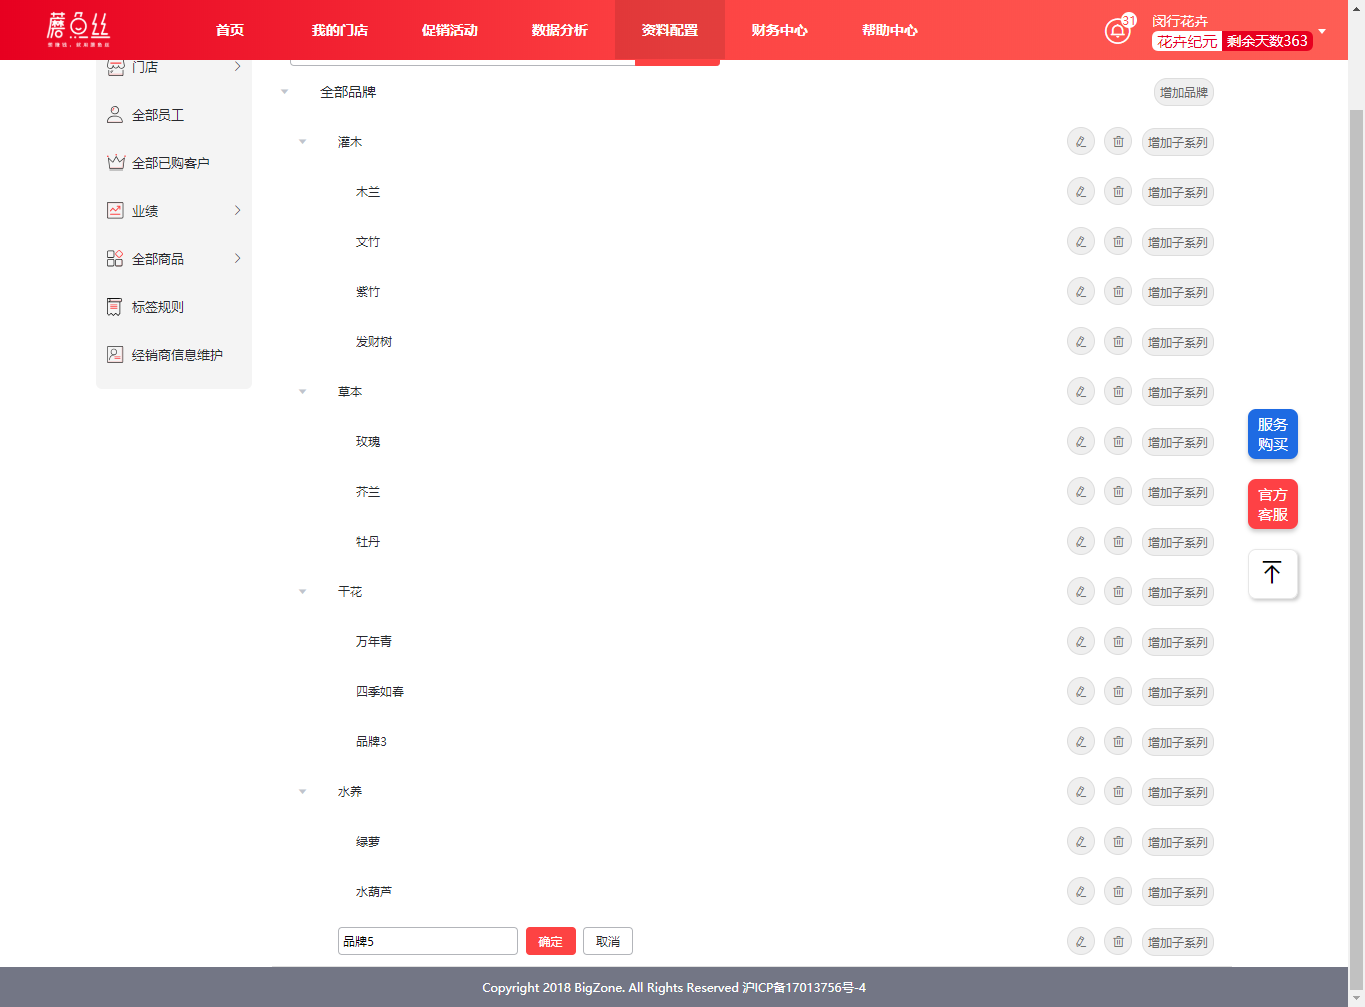 蘑点丝
首页 我的门店 促销活动 数据分析 资料配置 财务中心 帮助中心
31
闵行花卉
花卉纪元 剩余天数363
门店
全部员工
全部已购客户
业绩
全部商品
标签规则
经销商信息维护
全部品牌 增加品牌
灌木 增加子系列
木兰 增加子系列
文竹 增加子系列
紫竹 增加子系列
发财树 增加子系列
草本 增加子系列
玫瑰 增加子系列
芥兰 增加子系列
牡丹 增加子系列
干花 增加子系列
万年青 增加子系列
四季如春 增加子系列
品牌3 增加子系列
水养 增加子系列
绿萝 增加子系列
水葫芦 增加子系列
品牌5 确定 取消 增加子系列
服务
购买
官方
客服
Copyright 2018 BigZone. All Rights Reserved 沪ICP备17013756号-4